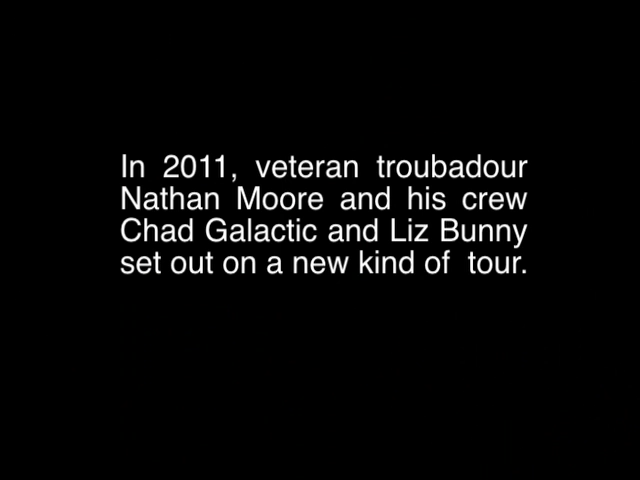 In 2011, veteran troubadour
Nathan Moore and his crew
Chad Galactic and Liz Bunny
set out on a new kind of  tour.